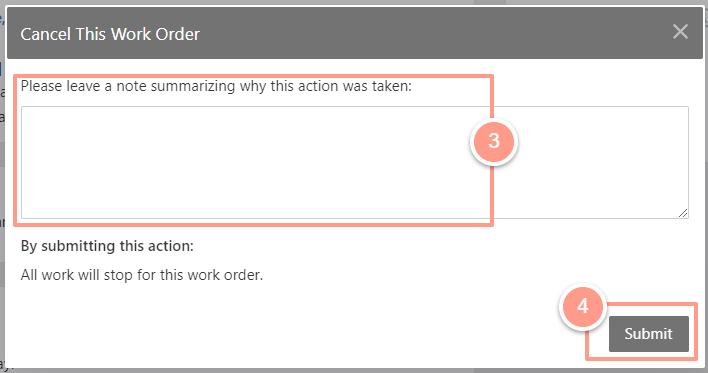 Cancel This Work Order
Please leave a note summarizing why this action was taken:
3
By submitting this action:
All work will stop for this work order.
4
Submit